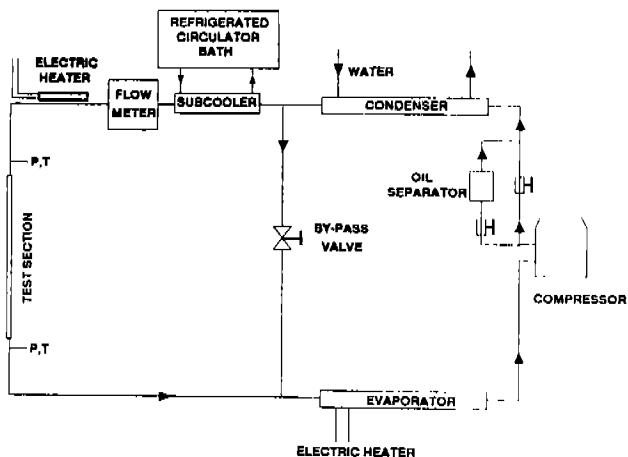 REFRIGERATED
CIRCULATOR
BATH
ELECTRIC
HEATER
FLOW
METER
SUBCOOLER
WATER
CONDENSER
P,T
OIL
SEPARATOR
BY-PASS
VALVE
TEST SECTION
COMPRESSOR
P,T
EVAPORATOR
ELECTRIC HEATER